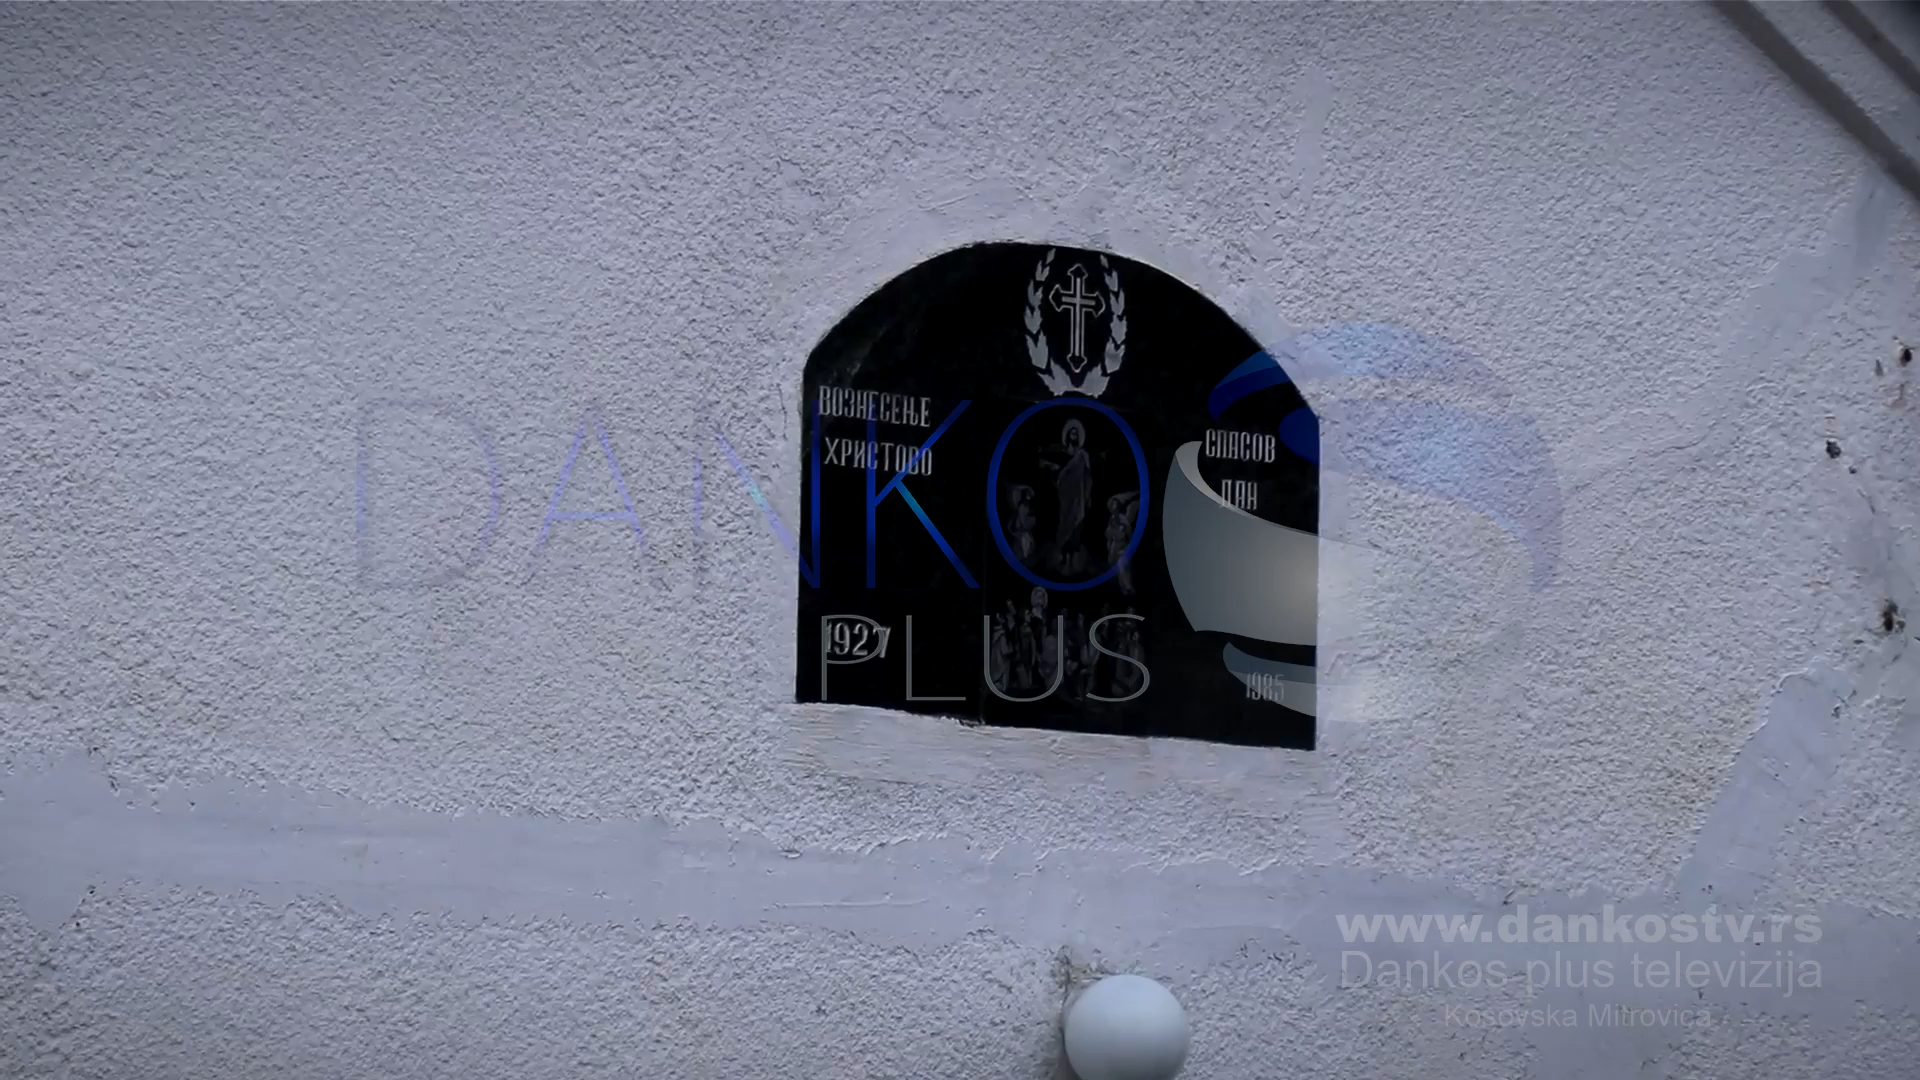 ВОЗНЕСЕЊЕ
ХРИСТОВО
СПАСОВ
ДАН
1927
1985
DANKOS
PLUS
www.dankostv.rs
Dankos plus televizija
Kosovska Mitrovica